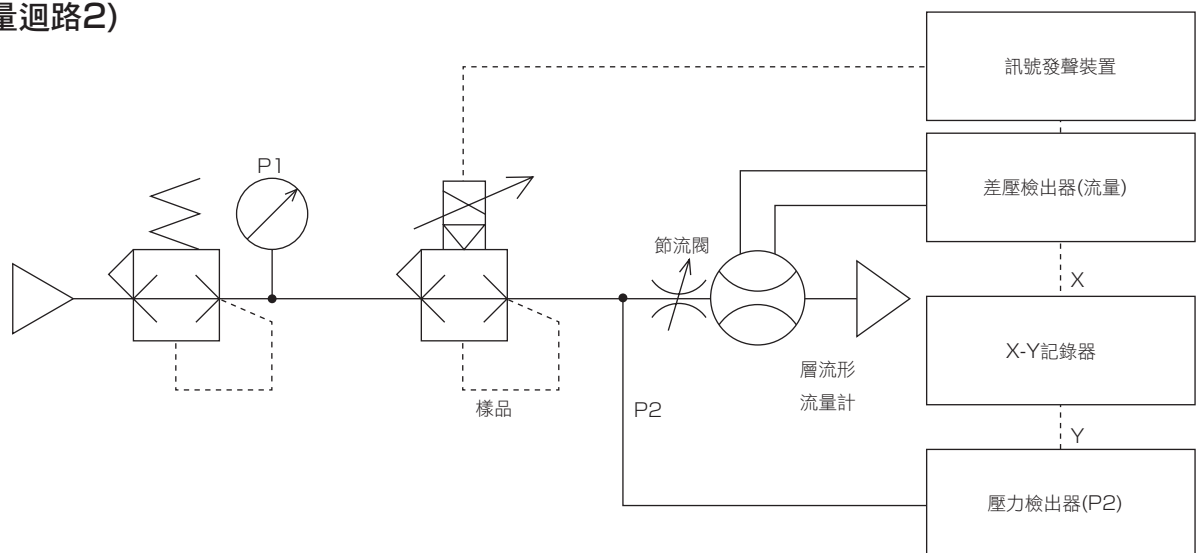 量迴路2)
訊號發聲裝置
P1
差壓檢出器(流量)
節流閥
X
X-Y記錄器
層流形
流量計
樣品
P2
Y
壓力檢出器(P2)